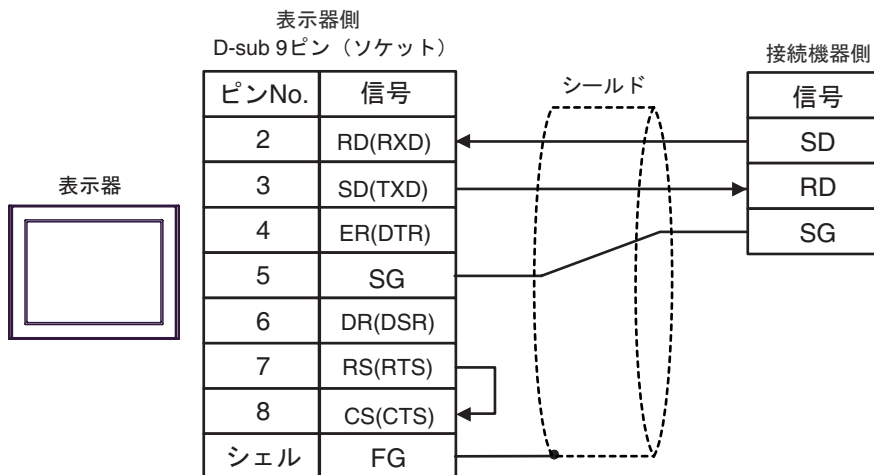 表示器側
D-sub 9ピン（ソケット）
接続機器側
ピンNo. 信号
シールド
信号
2 RD(RXD)
SD
表示器
3 SD(TXD)
RD
4 ER(DTR)
SG
5 SG
6 DR(DSR)
7 RS(RTS)
8 CS(CTS)
シェル FG